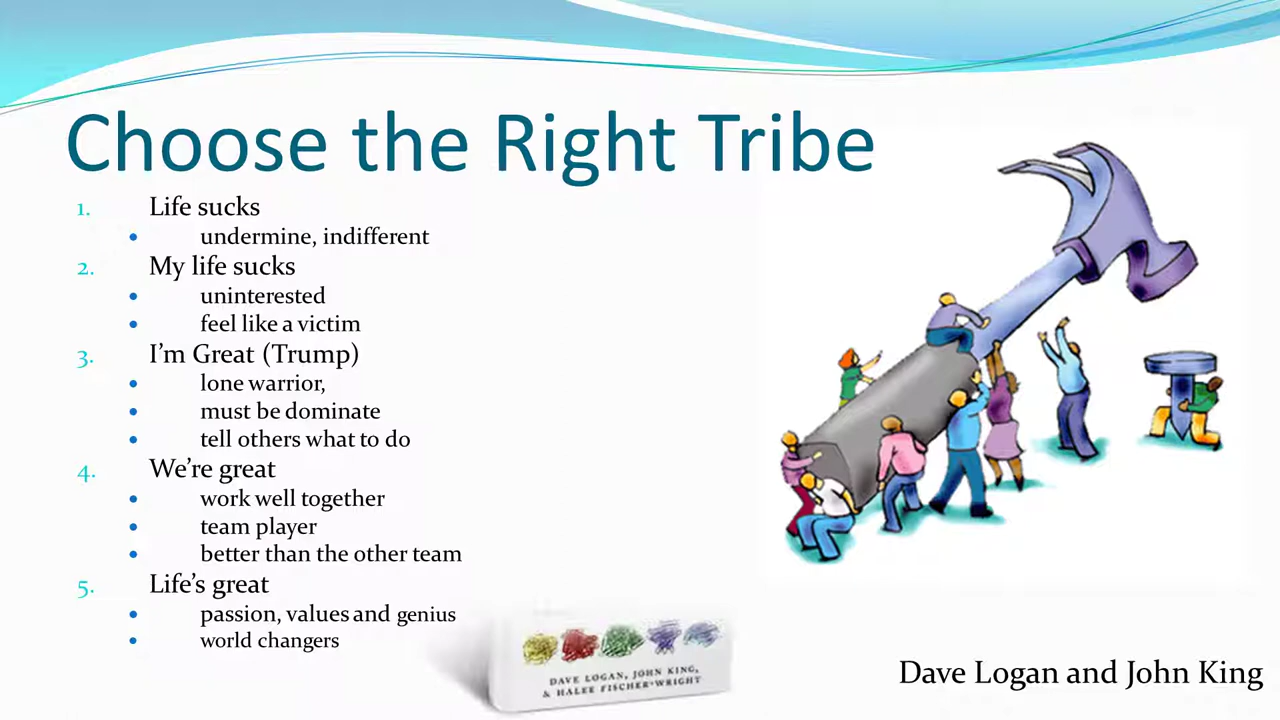 Choose the Right Tribe
1. Life sucks
• undermine, indifferent
2. My life sucks
• uninterested
• feel like a victim
3. I’m Great (Trump)
• lone warrior,
• must be dominate
• tell others what to do
4. We’re great
• work well together
• team player
• better than the other team
5. Life’s great
• passion, values and genius
• world changers
DAVE LOGAN, JOHN KING,
& HALEE FISCHER-WRIGHT
Dave Logan and John King